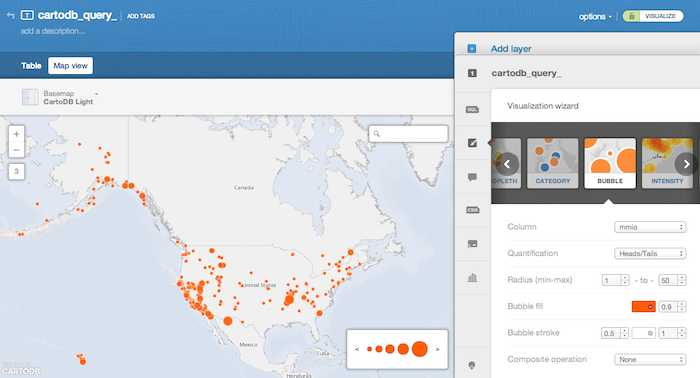 cartodb_query_ ADD TAGS
add a description...
options
VISUALIZE
Table Map view
Basemap
CartoDB Light
+
−
3
Canada
United States
Mexico
Cuba
Honduras
< >
CARTODB
Add layer
1 cartodb_query_
SQL
CSS
Visualization wizard
OPLETH CATEGORY BUBBLE INTENSITY
Column mmio
Quantification Heads/Tails
Radius (min-max) 1 - to - 50
Bubble fill 0.9
Bubble stroke 0.5 1
Composite operation None